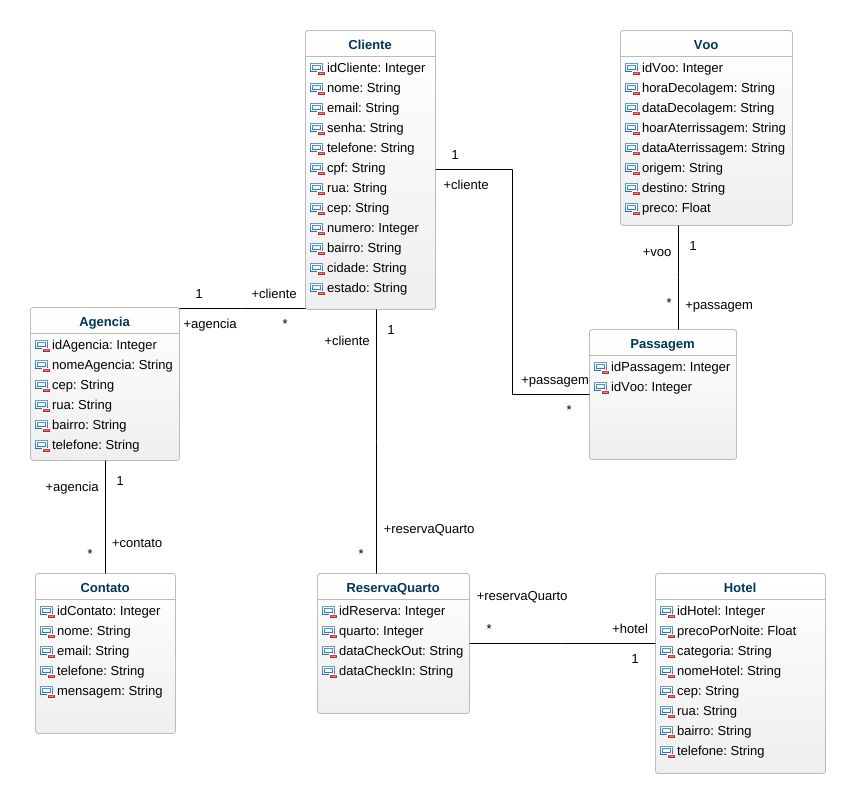 Cliente
idCliente: Integer
nome: String
email: String
senha: String
telefone: String
cpf: String
rua: String
cep: String
numero: Integer
bairro: String
cidade: String
estado: String
Voo
idVoo: Integer
horaDecolagem: String
dataDecolagem: String
hoarAterrissagem: String
dataAterrissagem: String
origem: String
destino: String
preco: Float
1
+cliente
+voo
1
*
+passagem
1
+cliente
+agencia
*
Agencia
idAgencia: Integer
nomeAgencia: String
cep: String
rua: String
bairro: String
telefone: String
+cliente
1
Passagem
idPassagem: Integer
idVoo: Integer
+passagem
*
+agencia
1
*
+contato
+reservaQuarto
*
Contato
idContato: Integer
nome: String
email: String
telefone: String
mensagem: String
ReservaQuarto
idReserva: Integer
quarto: Integer
dataCheckOut: String
dataCheckIn: String
+reservaQuarto
*
+hotel
1
Hotel
idHotel: Integer
precoPorNoite: Float
categoria: String
nomeHotel: String
cep: String
rua: String
bairro: String
telefone: String